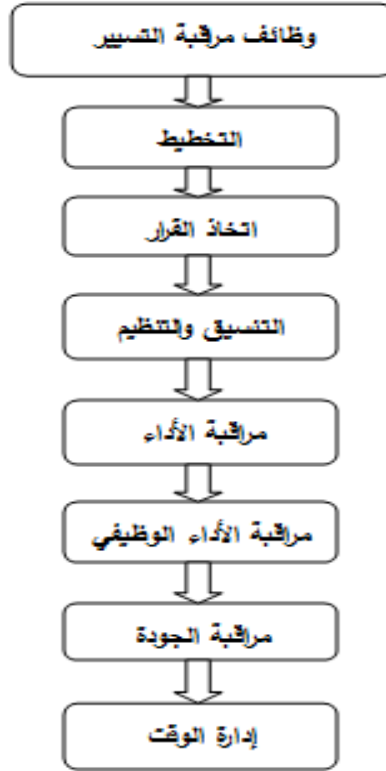 وظائف مراقبة التسيير
التخطيط
اتخاذ القرار
التنسيق والتنظيم
مراقبة الأداء
مراقبة الأداء الوظيفي
مراقبة الجودة
إدارة الوقت